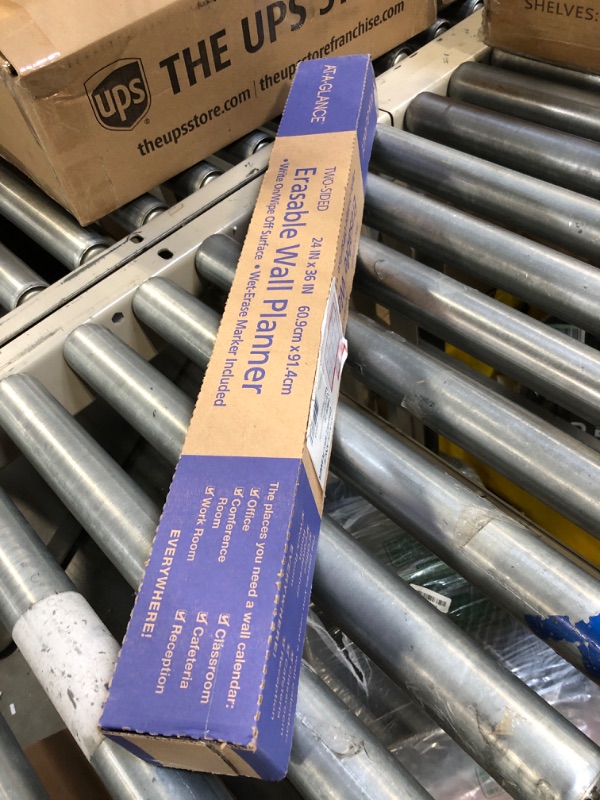 ups
THE UPS S
theupsstore.com | theupsstorefranchise.com
SHELVES:
AT-A-GLANCE
TWO-SIDED 24 IN x 36 IN 60.9cm x 91.4cm
Erasable Wall Planner
• Write On/Wipe Off Surface • Wet-Erase Marker Included
The places you need a wall calendar:
Office
Conference Room
Work Room
Classroom
Cafeteria
Reception
EVERYWHERE!